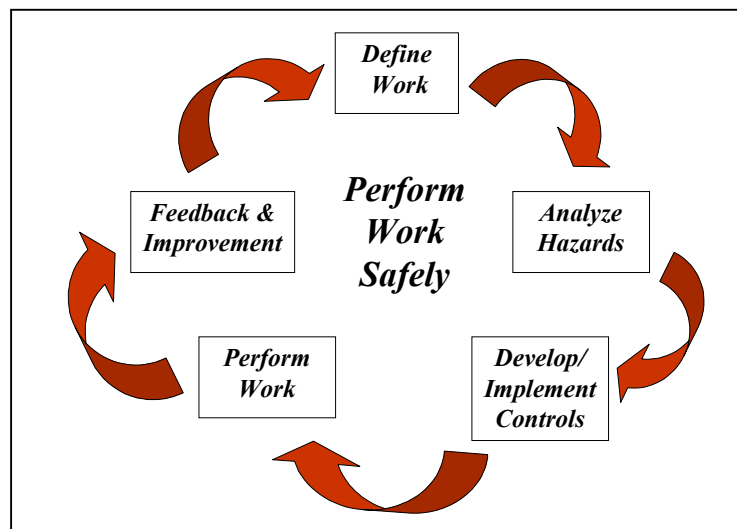 Define
Work
Perform
Work
Safely
Analyze
Hazards
Develop/
Implement
Controls
Perform
Work
Feedback &
Improvement